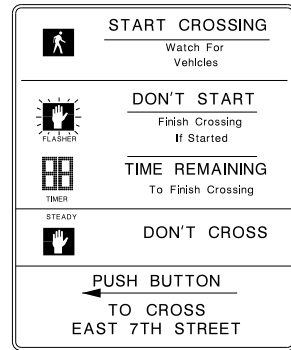 START CROSSING
Watch For
Vehicles
DON'T START
Finish Crossing
If Started
FLASHER
TIME REMAINING
To Finish Crossing
TIMER
STEADY
DON'T CROSS
PUSH BUTTON
TO CROSS
EAST 7TH STREET